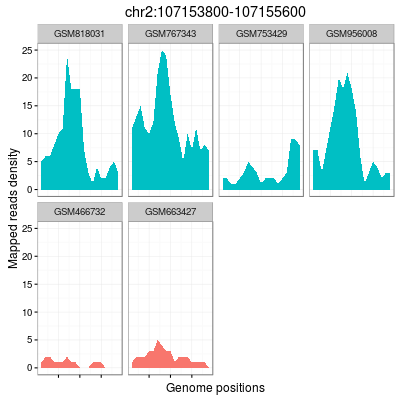 chr2:107153800-107155600
GSM818031 GSM767343 GSM753429 GSM956008
25
20
15
10
5
0
Mapped reads density
GSM466732 GSM663427
25
20
15
10
5
0
Genome positions